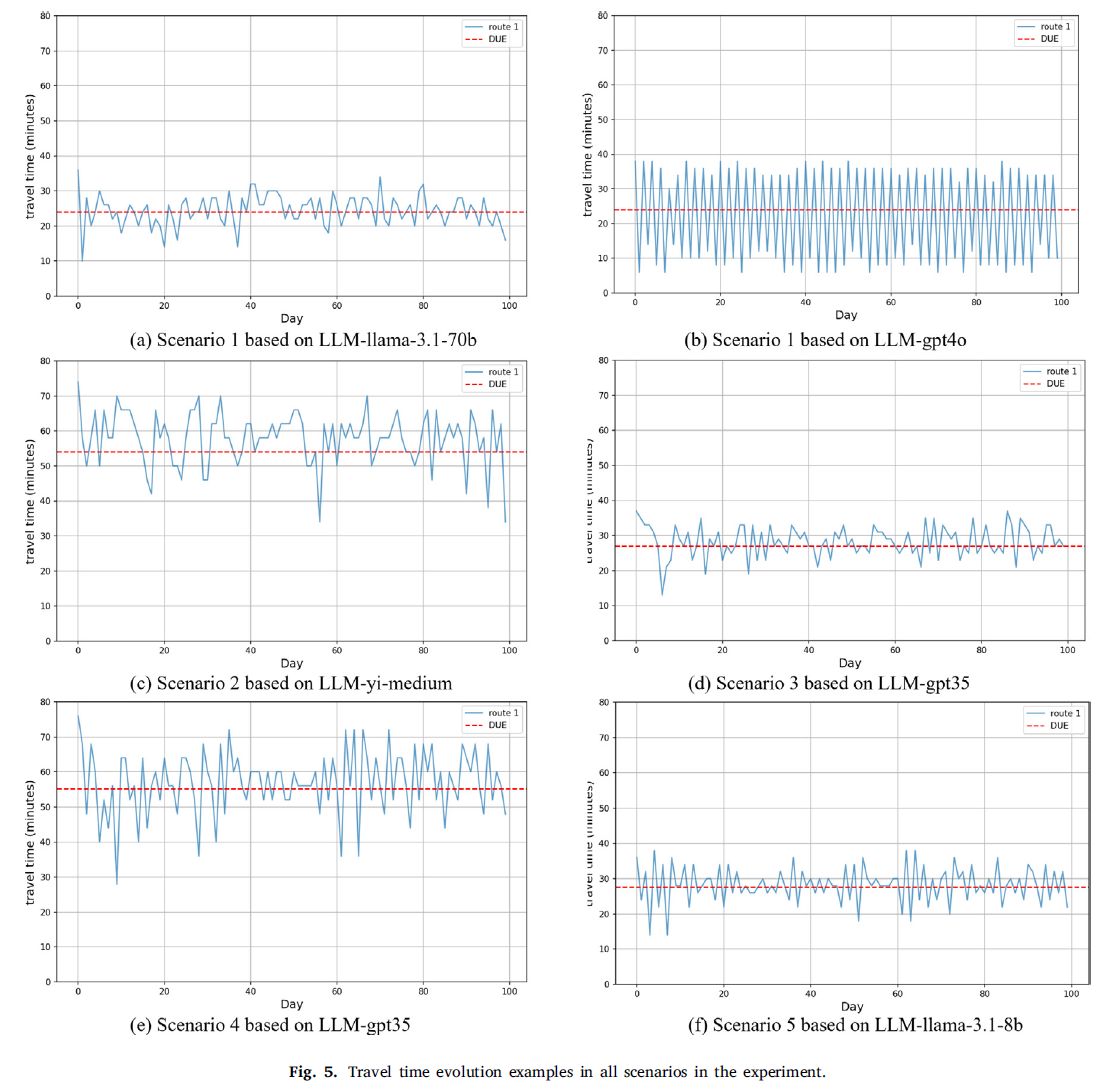 80
70
60
50
40
30
20
10
0
travel time (minutes)
route 1
DUE
0 20 40 60 80 100
Day
(a) Scenario 1 based on LLM-llama-3.1-70b
80
70
60
50
40
30
20
10
0
travel time (minutes)
route 1
DUE
0 20 40 60 80 100
Day
(b) Scenario 1 based on LLM-gpt4o
80
70
60
50
40
30
20
10
0
travel time (minutes)
route 1
DUE
0 20 40 60 80 100
Day
(c) Scenario 2 based on LLM-yi-medium
80
70
60
50
40
30
20
10
0
travel time (minutes)
route 1
DUE
0 20 40 60 80 100
Day
(d) Scenario 3 based on LLM-gpt35
80
70
60
50
40
30
20
10
0
travel time (minutes)
route 1
DUE
0 20 40 60 80 100
Day
(e) Scenario 4 based on LLM-gpt35
80
70
60
50
40
30
20
10
0
travel time (minutes)
route 1
DUE
0 20 40 60 80 100
Day
(f) Scenario 5 based on LLM-llama-3.1-8b
Fig. 5. Travel time evolution examples in all scenarios in the experiment.